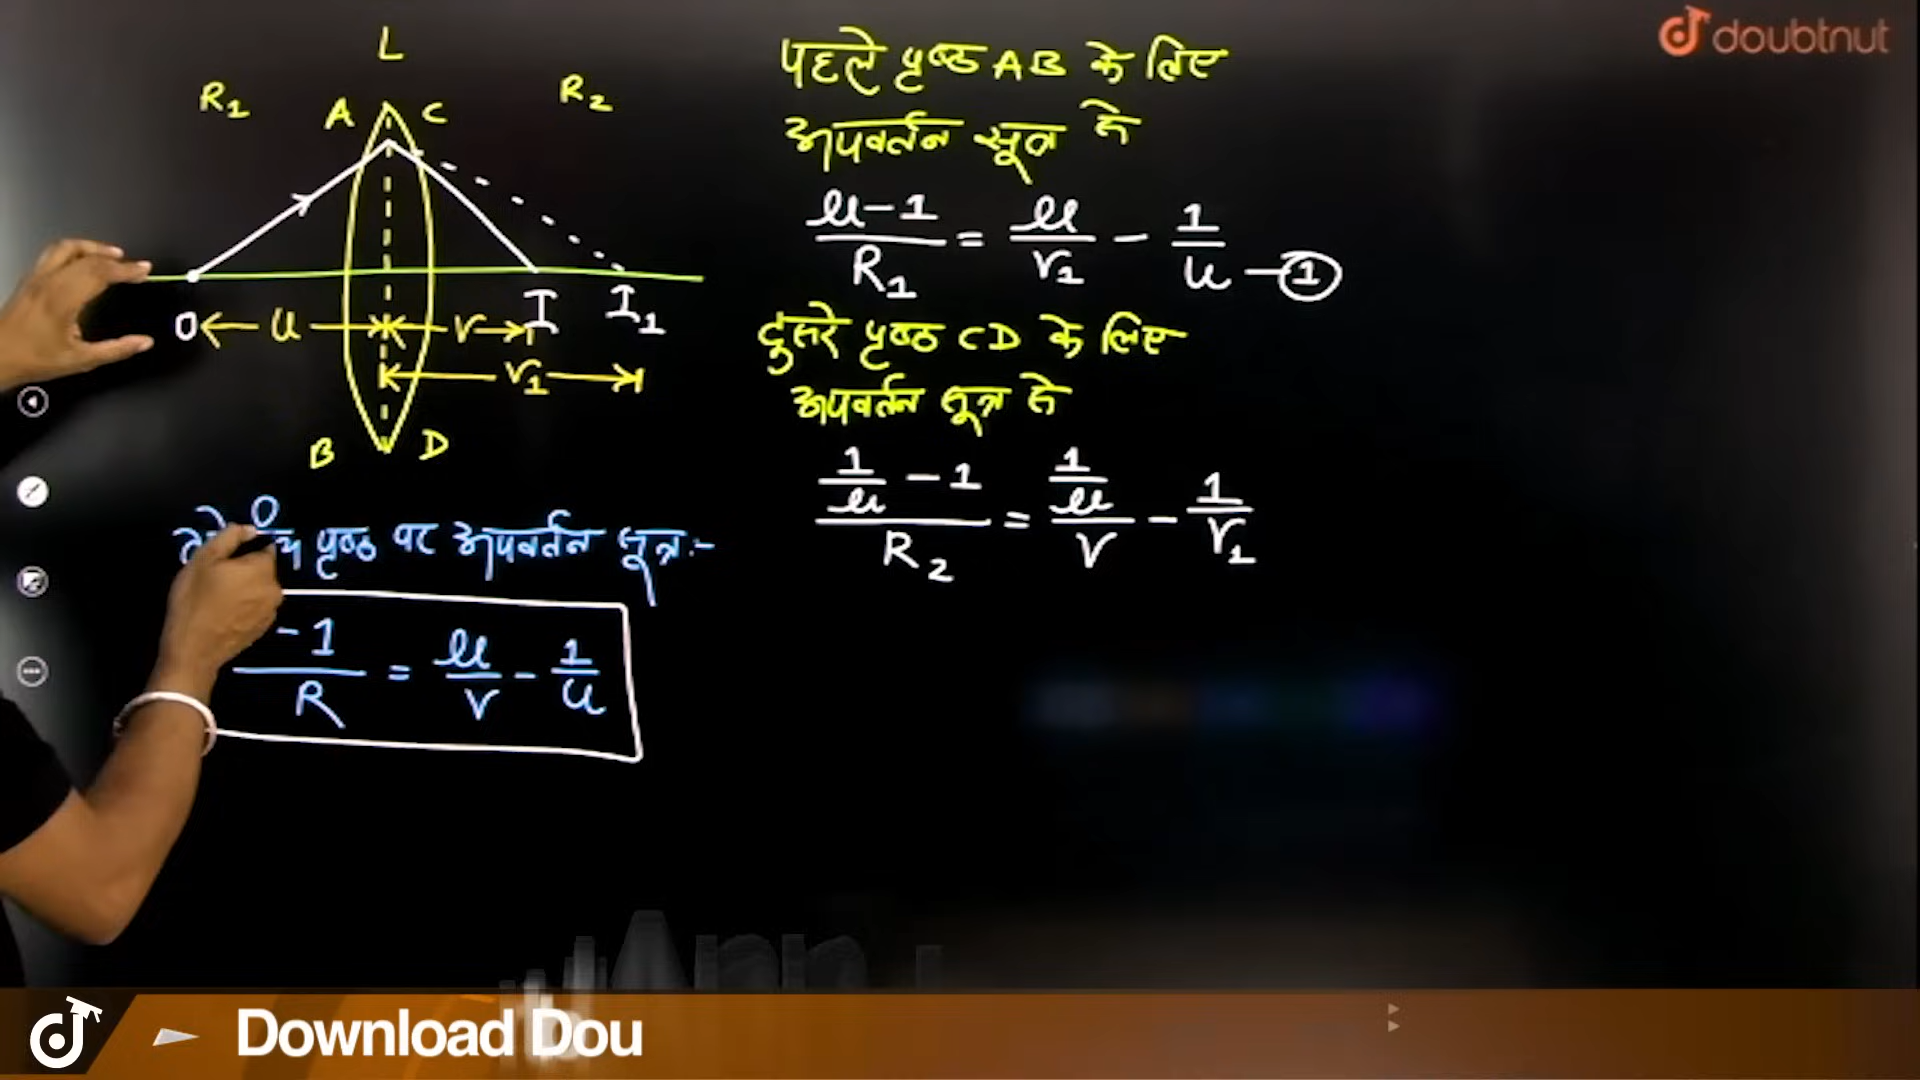 doubtnut
L
R₁
A
C
R₂
O
u
v
I
I₁
v₁
B
D
पृष्ठ पर अपवर्तन सूत्र :-
-1/R = μ/v - 1/u
पहले पृष्ठ AB के लिए
अपवर्तन सूत्र से
μ-1/R₁ = μ/v₁ - 1/u —①
दुसरे पृष्ठ CD के लिए
अपवर्तन सूत्र से
(1/μ - 1)/R₂ = (1/μ)/v - 1/v₁
Download Dou